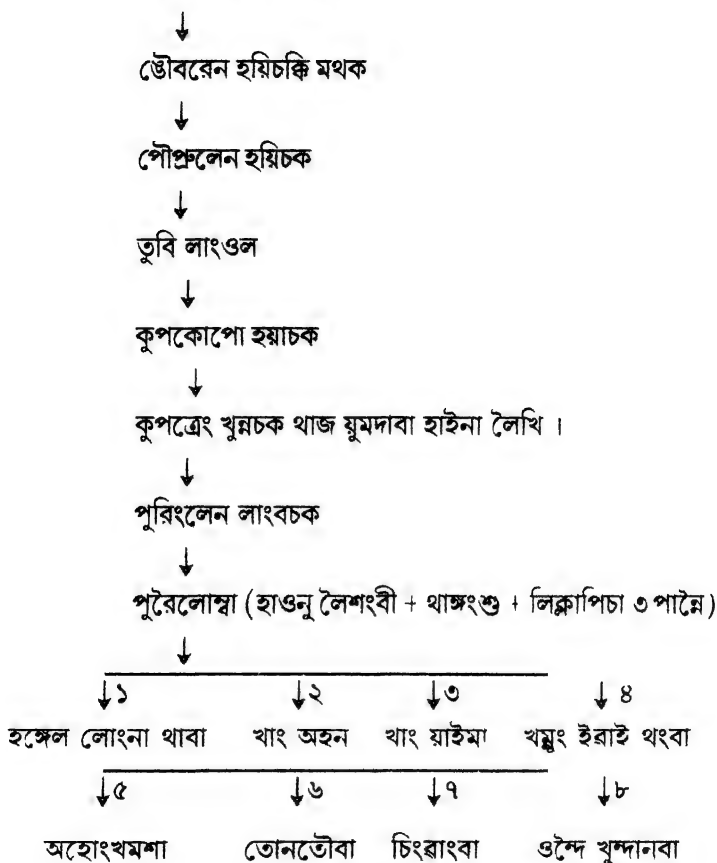 ↓
ঙৌবরেন হয়িচক্কি মথক
↓
পৌপ্রুলেন হয়িচক
↓
তুবি লাংওল
↓
কুপকোপো হয়াচক
↓
কুপত্রেং খুন্নচক থাজ য়ুমদাবা হাইনা লৈখি ।
↓
পুরিংলেন লাংবচক
↓
পুরৈলোম্বা (হাওনু লৈশংবী + থাঙ্গংশু + লিক্লাপিচা ৩ পান্নৈ)
↓
↓১ ↓২ ↓৩ ↓৪
হঙ্গেল লোংনা থাবা খাং অহন খাং য়াইমা খম্লুং ইৱাই থংবা
↓৫ ↓৬ ↓৭ ↓৮
অহোংখমশা তোনতৌবা চিংৱাংবা ওন্দৈ খুন্দানবা